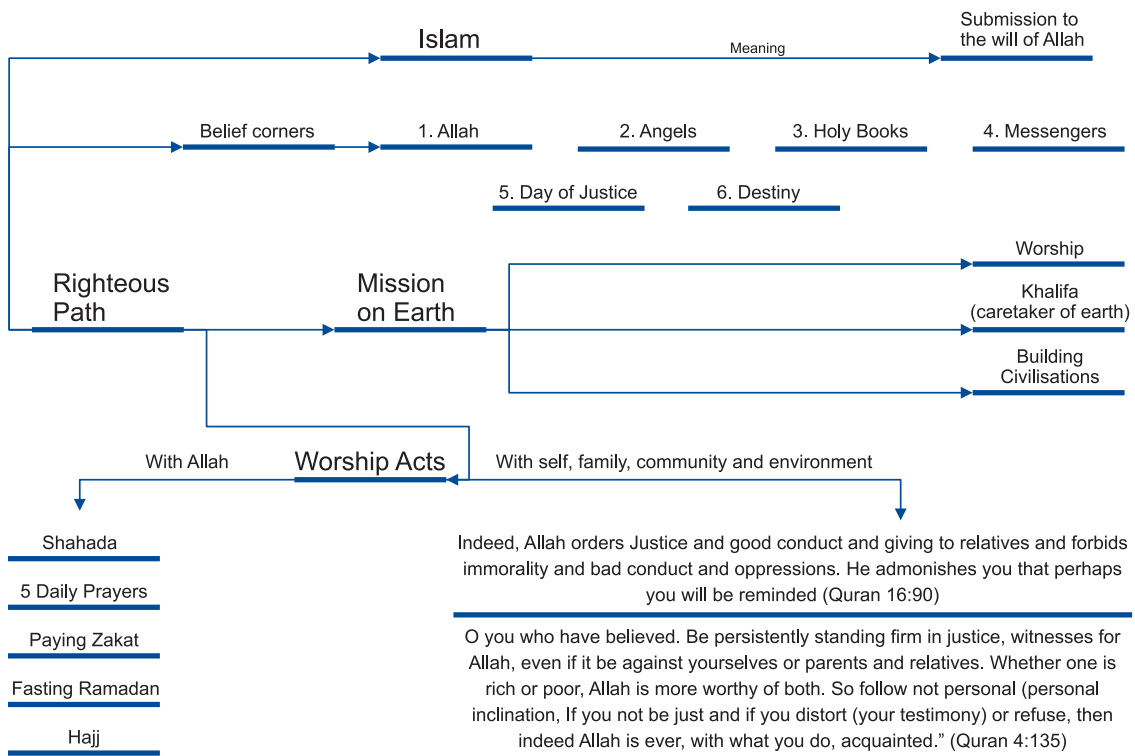 Islam
Meaning
Submission to
the will of Allah
Belief corners
1. Allah
2. Angels
3. Holy Books
4. Messengers
5. Day of Justice
6. Destiny
Righteous
Path
Mission
on Earth
Worship
Khalifa
(caretaker of earth)
Building
Civilisations
With Allah
Worship Acts
With self, family, community and environment
Shahada
5 Daily Prayers
Paying Zakat
Fasting Ramadan
Hajj
Indeed, Allah orders Justice and good conduct and giving to relatives and forbids
immorality and bad conduct and oppressions. He admonishes you that perhaps
you will be reminded (Quran 16:90)
O you who have believed. Be persistently standing firm in justice, witnesses for
Allah, even if it be against yourselves or parents and relatives. Whether one is
rich or poor, Allah is more worthy of both. So follow not personal (personal
inclination, If you not be just and if you distort (your testimony) or refuse, then
indeed Allah is ever, with what you do, acquainted.” (Quran 4:135)